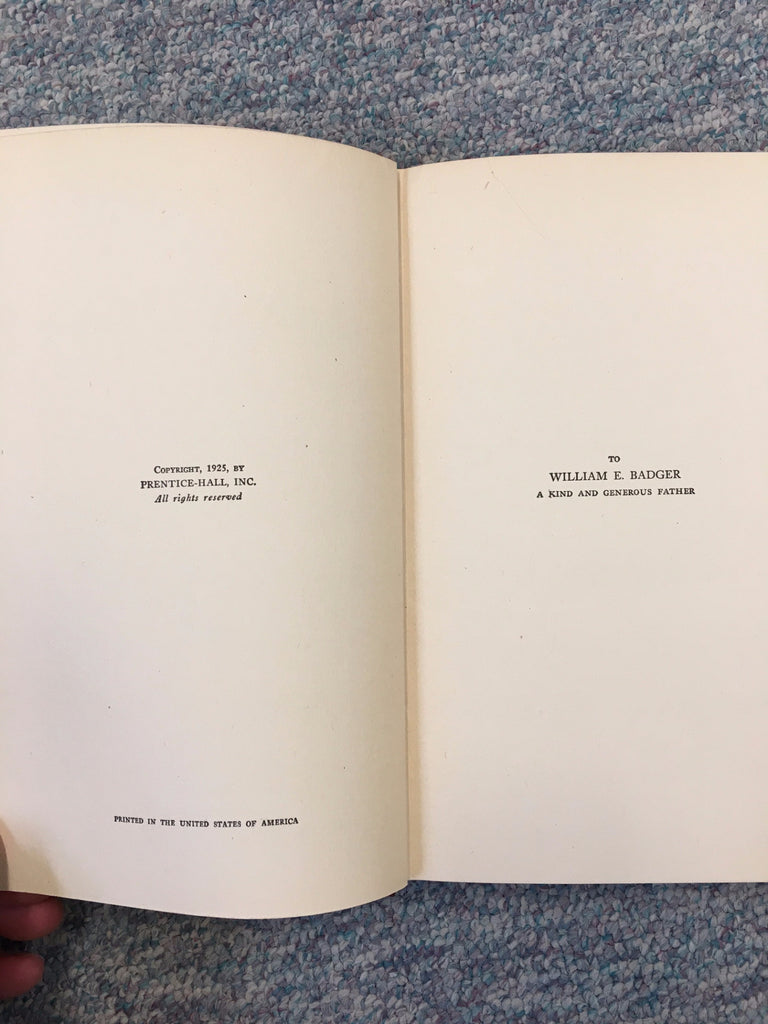 Copyright, 1925, by
PRENTICE-HALL, INC.
All rights reserved
PRINTED IN THE UNITED STATES OF AMERICA
TO
WILLIAM E. BADGER
A KIND AND GENEROUS FATHER